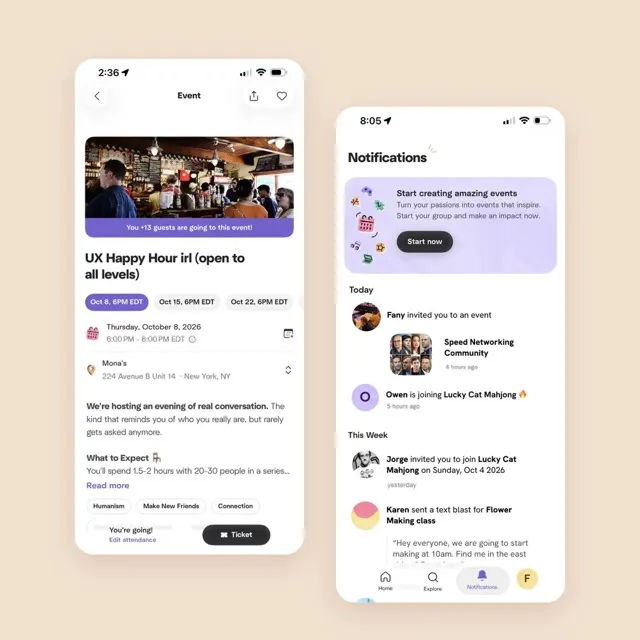 2:36
Event
You +13 guests are going to this event!
UX Happy Hour irl (open to
all levels)
Oct 8, 6PM EDT
Oct 15, 6PM EDT
Oct 22, 6PM EDT
Thursday, October 8, 2026
6:00 PM - 8:00 PM EDT
Mona's
224 Avenue B Unit 14 · New York, NY
We're hosting an evening of real conversation. The
kind that reminds you of who you really are, but rarely
gets asked anymore.
What to Expect
You'll spend 1.5-2 hours with 20-30 people in a series...
Read more
Humanism
Make New Friends
Connection
You're going!
Edit attendance
Ticket
8:05
Notifications
Start creating amazing events
Turn your passions into events that inspire.
Start your group and make an impact now.
Start now
Today
Fany invited you to an event
Speed Networking
Community
4 hours ago
O
Owen is joining Lucky Cat Mahjong
5 hours ago
This Week
Jorge invited you to join Lucky Cat
Mahjong on Sunday, Oct 4 2026
yesterday
Karen sent a text blast for Flower
Making class
"Hey everyone, we are going to start
making at 10am. Find me in the east
Home
Explore
Notifications
F